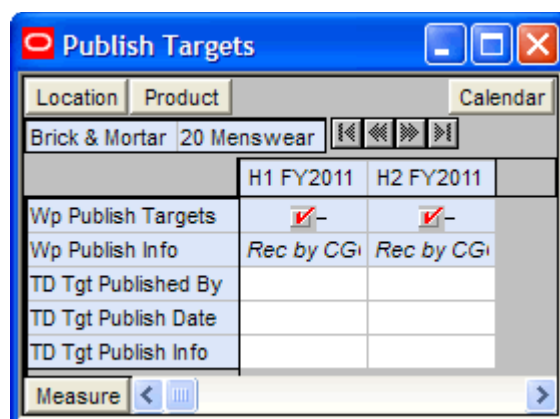 Publish Targets
Location Product Calendar
Brick & Mortar 20 Menswear
H1 FY2011 H2 FY2011
Wp Publish Targets – –
Wp Publish Info Rec by CG Rec by CG
TD Tgt Published By
TD Tgt Publish Date
TD Tgt Publish Info
Measure